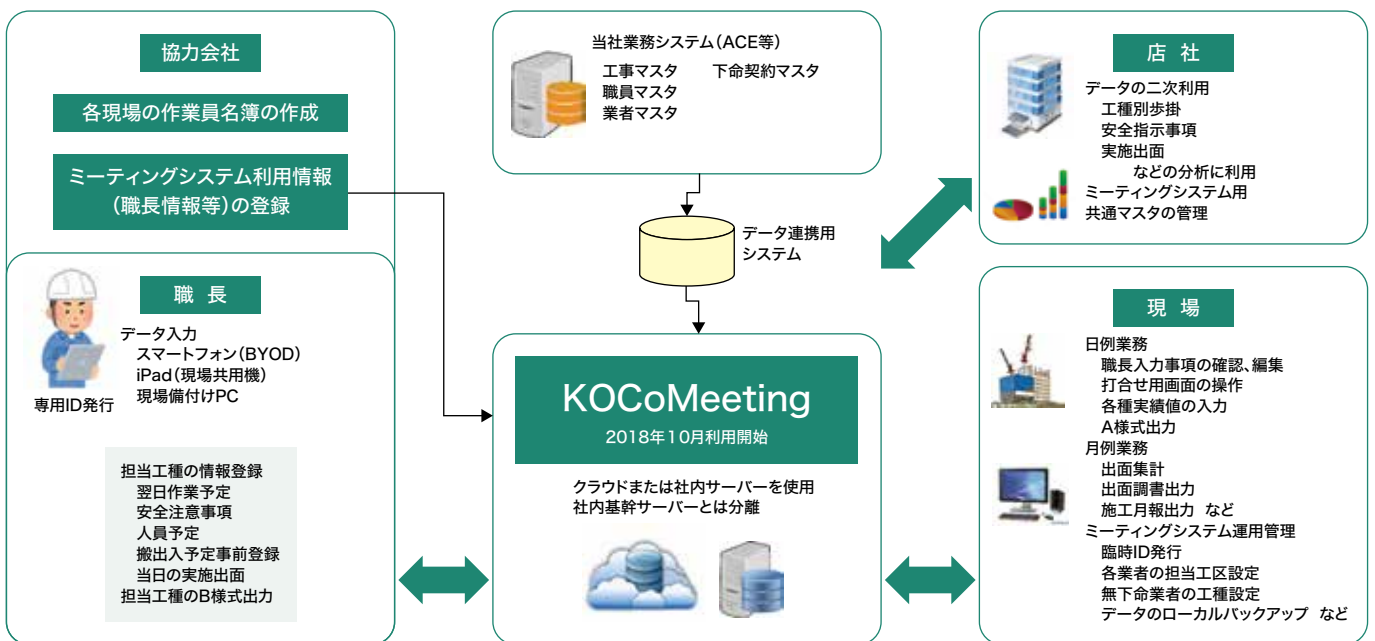 協力会社
各現場の作業員名簿の作成
ミーティングシステム利用情報
（職長情報等）の登録
職 長
データ入力
スマートフォン（BYOD）
iPad（現場共用機）
現場備付けPC
専用ID発行
担当工種の情報登録
翌日作業予定
安全注意事項
人員予定
搬出入予定事前登録
当日の実施出面
担当工種のB様式出力
当社業務システム（ACE等）
工事マスタ 下命契約マスタ
職員マスタ
業者マスタ
データ連携用
システム
KOCoMeeting
2018年10月利用開始
クラウドまたは社内サーバーを使用
社内基幹サーバーとは分離
店 社
データの二次利用
工種別歩掛
安全指示事項
実施出面
などの分析に利用
ミーティングシステム用
共通マスタの管理
現 場
日例業務
職長入力事項の確認、編集
打合せ用画面の操作
各種実績値の入力
A様式出力
月例業務
出面集計
出面調書出力
施工月報出力 など
ミーティングシステム運用管理
臨時ID発行
各業者の担当工区設定
無下命業者の工種設定
データのローカルバックアップ など